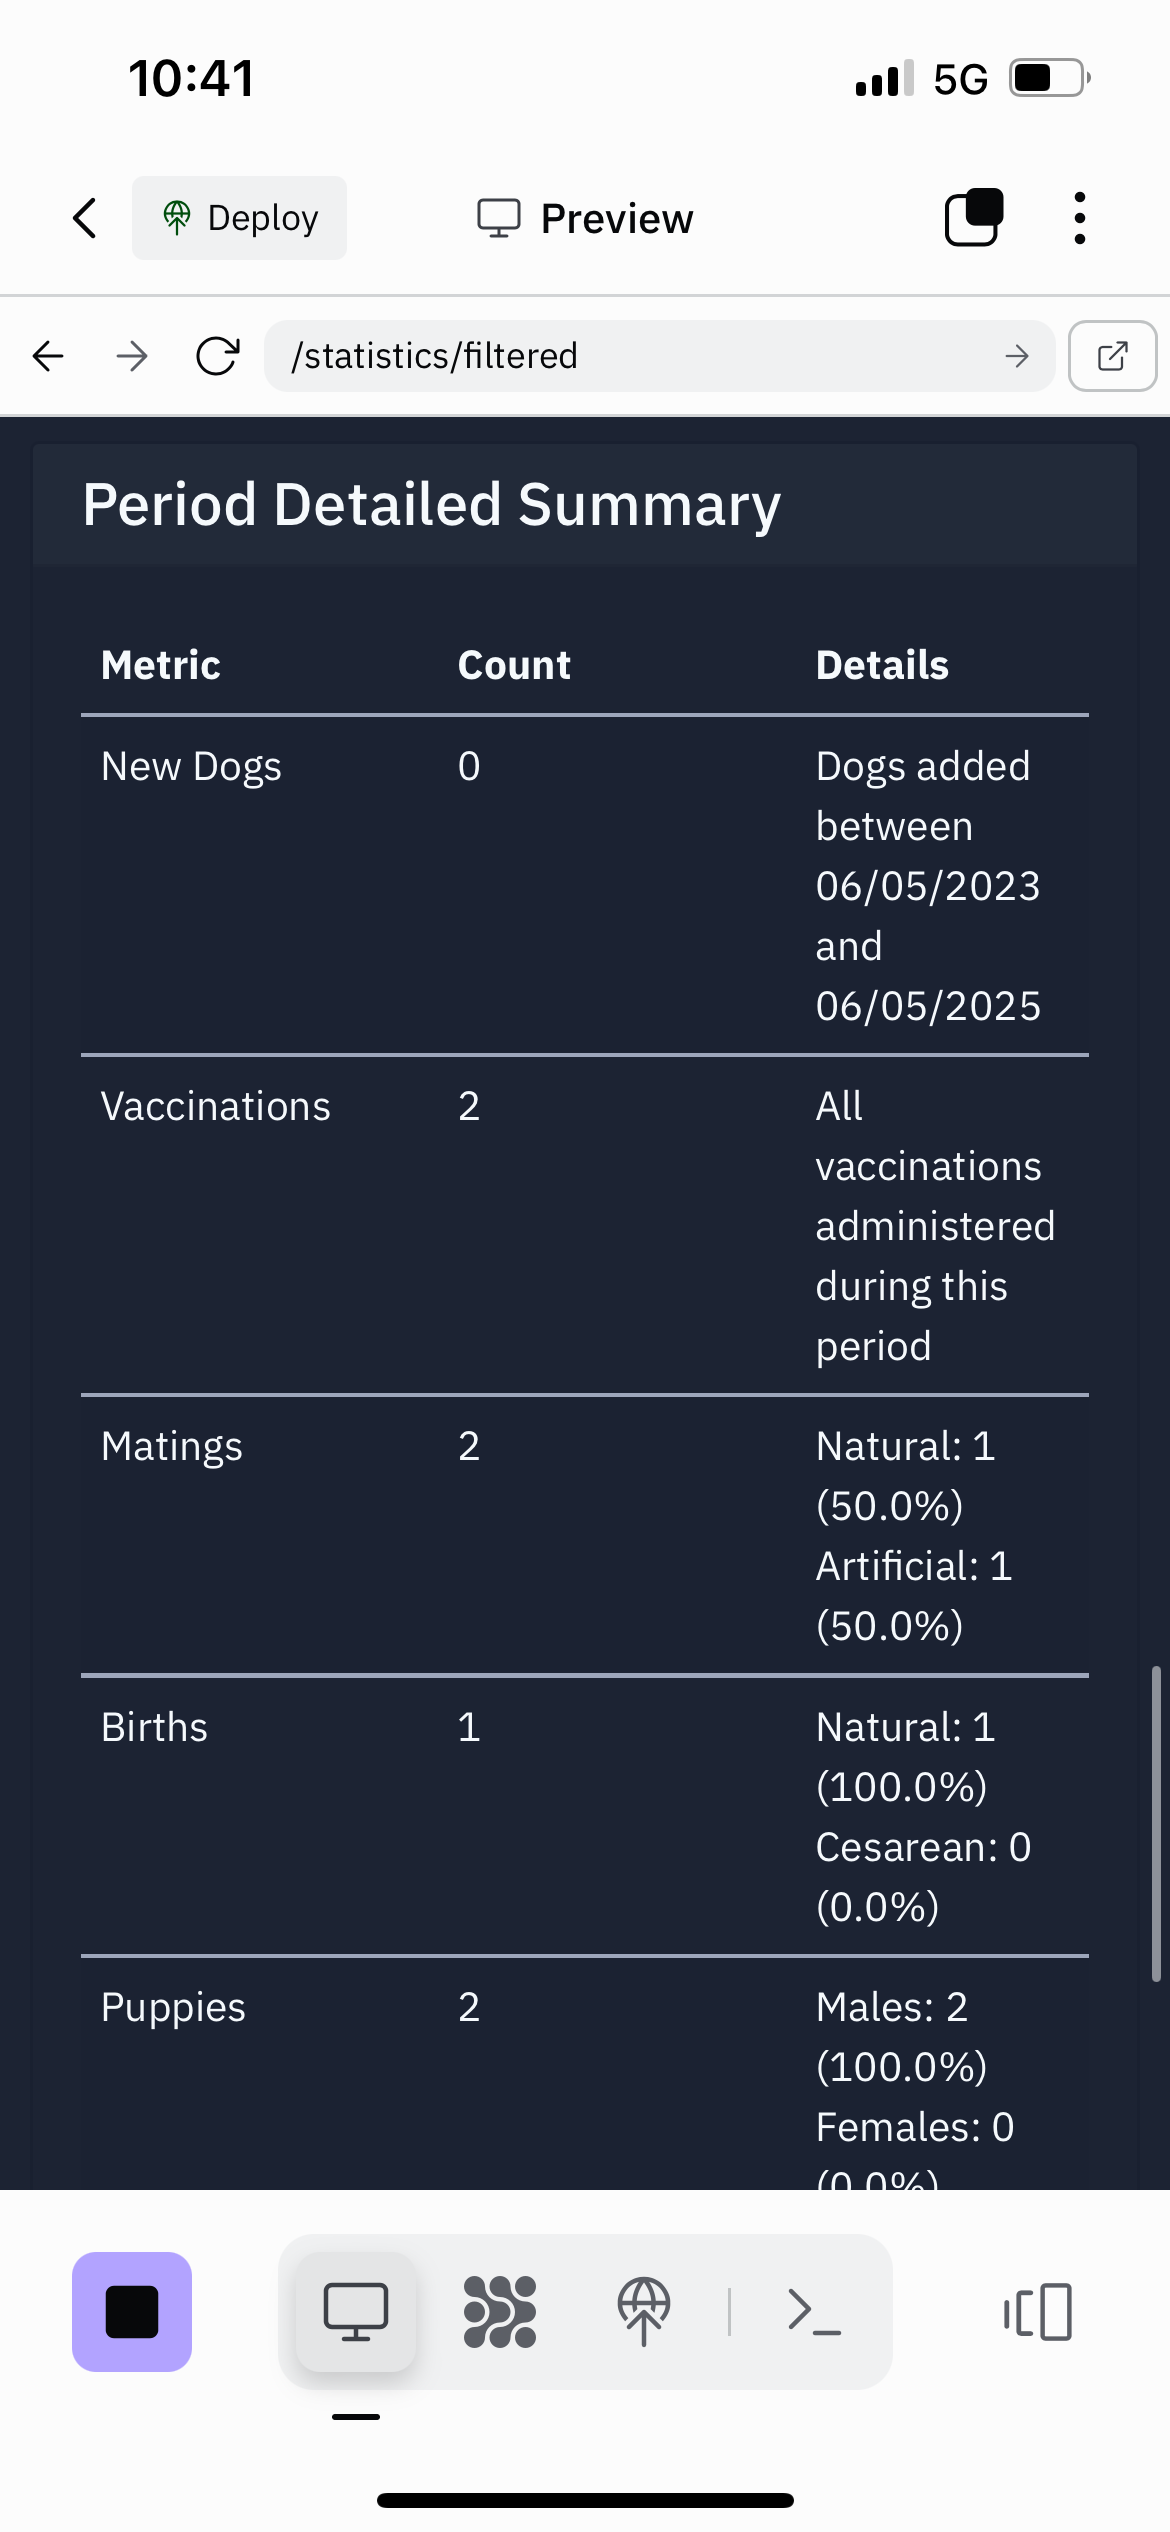 10:41
5G
Deploy
Preview
/statistics/filtered
Period Detailed Summary
Metric Count Details
New Dogs 0 Dogs added
between
06/05/2023
and
06/05/2025
Vaccinations 2 All
vaccinations
administered
during this
period
Matings 2 Natural: 1
(50.0%)
Artificial: 1
(50.0%)
Births 1 Natural: 1
(100.0%)
Cesarean: 0
(0.0%)
Puppies 2 Males: 2
(100.0%)
Females: 0
(0.0%)